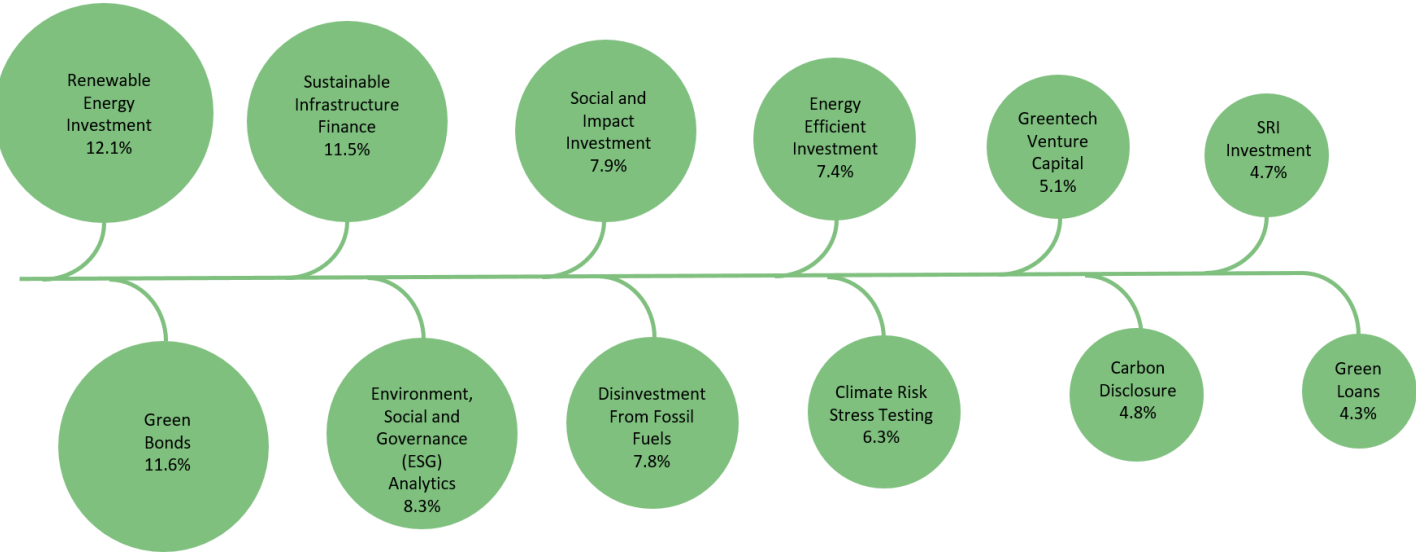 Renewable
Energy
Investment
12.1%
Sustainable
Infrastructure
Finance
11.5%
Social and
Impact
Investment
7.9%
Energy
Efficient
Investment
7.4%
Greentech
Venture
Capital
5.1%
SRI
Investment
4.7%
Green
Bonds
11.6%
Environment,
Social and
Governance
(ESG)
Analytics
8.3%
Disinvestment
From Fossil
Fuels
7.8%
Climate Risk
Stress Testing
6.3%
Carbon
Disclosure
4.8%
Green
Loans
4.3%